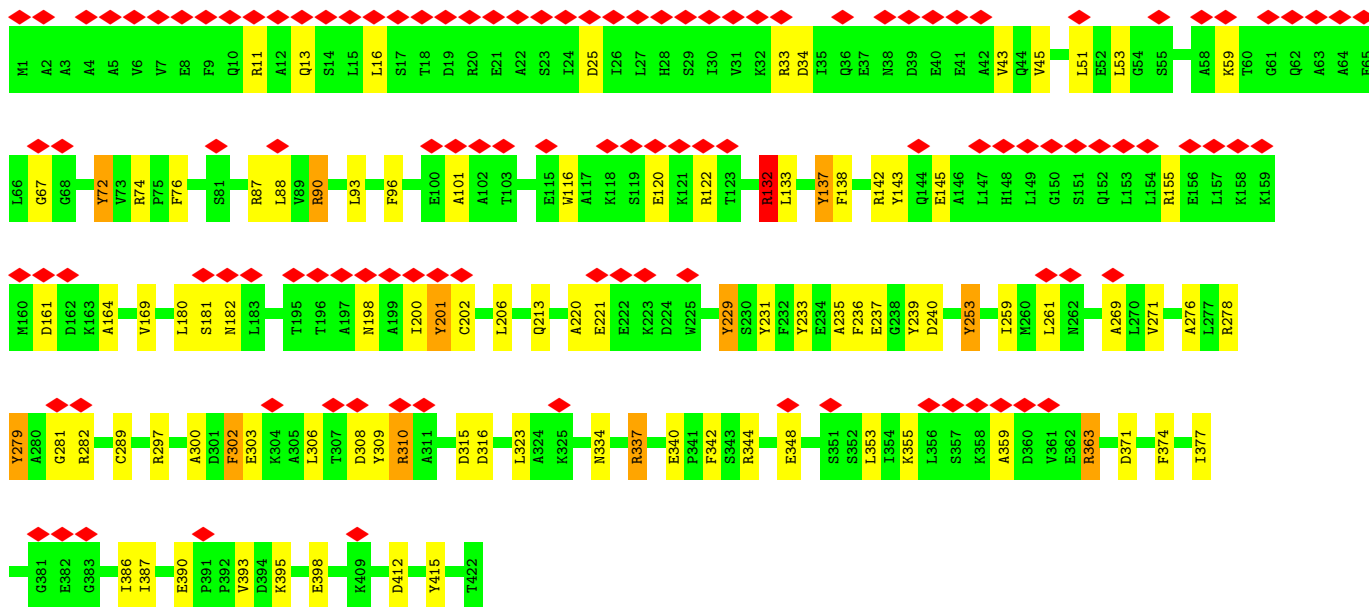 M1 A2 A3 A4 A5 V6 V7 E8 F9 Q10 R11 A12 Q13 S14 L15 L16 S17 T18 D19 R20 E21 A22 S23 I24 D25 I26 L27 H28 S29 I30 V31 K32 R33 D34 I35 Q36 E37 N38 D39 E40 E41 A42 V43 Q44 V45 L51 E52 L53 G54 S55 A58 K59 T60 G61 Q62 A63 A64 E65
L66 G67 G68 Y72 V73 R74 P75 F76 S81 R87 L88 V89 R90 L93 F96 E100 A101 A102 T103 E115 W116 A117 K118 S119 E120 K121 R122 T123 R132 L133 Y137 F138 R142 Y143 Q144 E145 A146 L147 H148 L149 G150 S151 Q152 L153 L154 R155 E156 L157 K158 K159
M160 D161 D162 K163 A164 V169 L180 S181 N182 L183 T195 T196 A197 N198 A199 I200 Y201 C202 L206 Q213 A220 E221 E222 K223 D224 W225 Y229 S230 Y231 F232 Y233 E234 A235 F236 E237 G238 Y239 D240 Y253 I259 M260 L261 N262 A269 L270 V271 A276 L277 R278
Y279 A280 G281 R282 C289 R297 A300 D301 F302 E303 K304 A305 L306 T307 D308 Y309 R310 A311 D315 D316 L323 A324 K325 N334 R337 E340 P341 F342 S343 R344 E348 S351 S352 L353 I354 K355 L356 S357 K358 A359 D360 V361 E362 R363 D371 F374 I377
G381 E382 G383 I386 I387 E390 P391 P392 V393 D394 K395 E398 K409 D412 Y415 T422